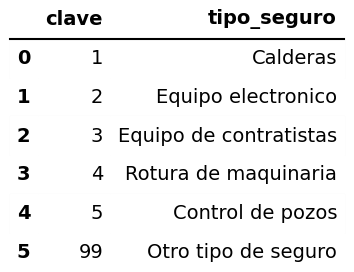 clave tipo_seguro
0 1 Calderas
1 2 Equipo electronico
2 3 Equipo de contratistas
3 4 Rotura de maquinaria
4 5 Control de pozos
5 99 Otro tipo de seguro